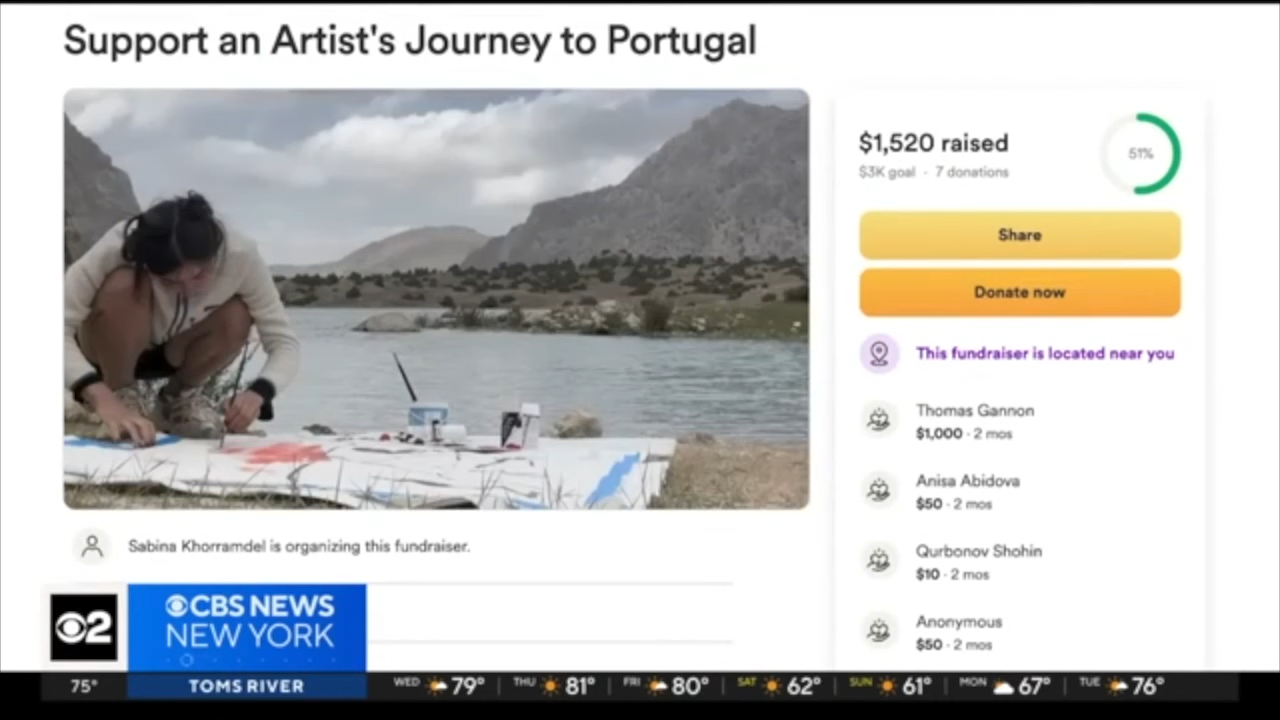 Support an Artist's Journey to Portugal
$1,520 raised
$3K goal · 7 donations
51%
Share
Donate now
This fundraiser is located near you
Thomas Gannon
$1,000 · 2 mos
Anisa Abidova
$50 · 2 mos
Qurbonov Shohin
$10 · 2 mos
Anonymous
$50 · 2 mos
Sabina Khorramdel is organizing this fundraiser.
2
CBS NEWS
NEW YORK
75° TOMS RIVER WED 79° THU 81° FRI 80° SAT 62° SUN 61° MON 67° TUE 76°